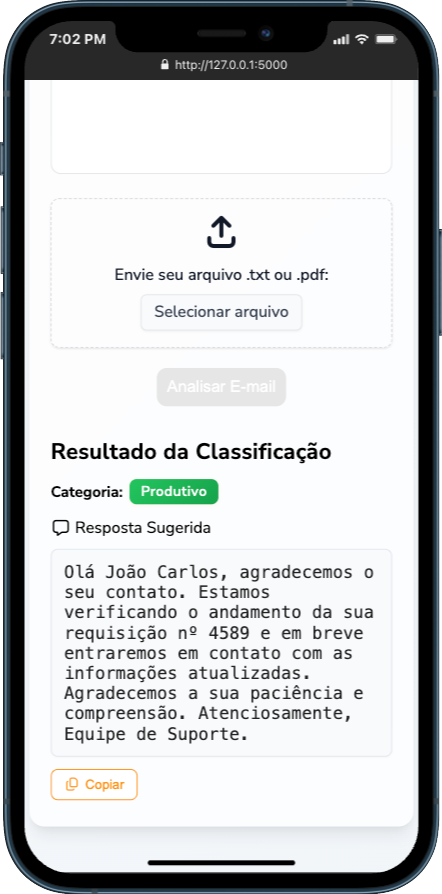 7:02 PM
http://127.0.0.1:5000
Envie seu arquivo .txt ou .pdf:
Selecionar arquivo
Analisar E-mail
Resultado da Classificação
Categoria: Produtivo
Resposta Sugerida
Olá João Carlos, agradecemos o
seu contato. Estamos
verificando o andamento da sua
requisição nº 4589 e em breve
entraremos em contato com as
informações atualizadas.
Agradecemos a sua paciência e
compreensão. Atenciosamente,
Equipe de Suporte.
Copiar